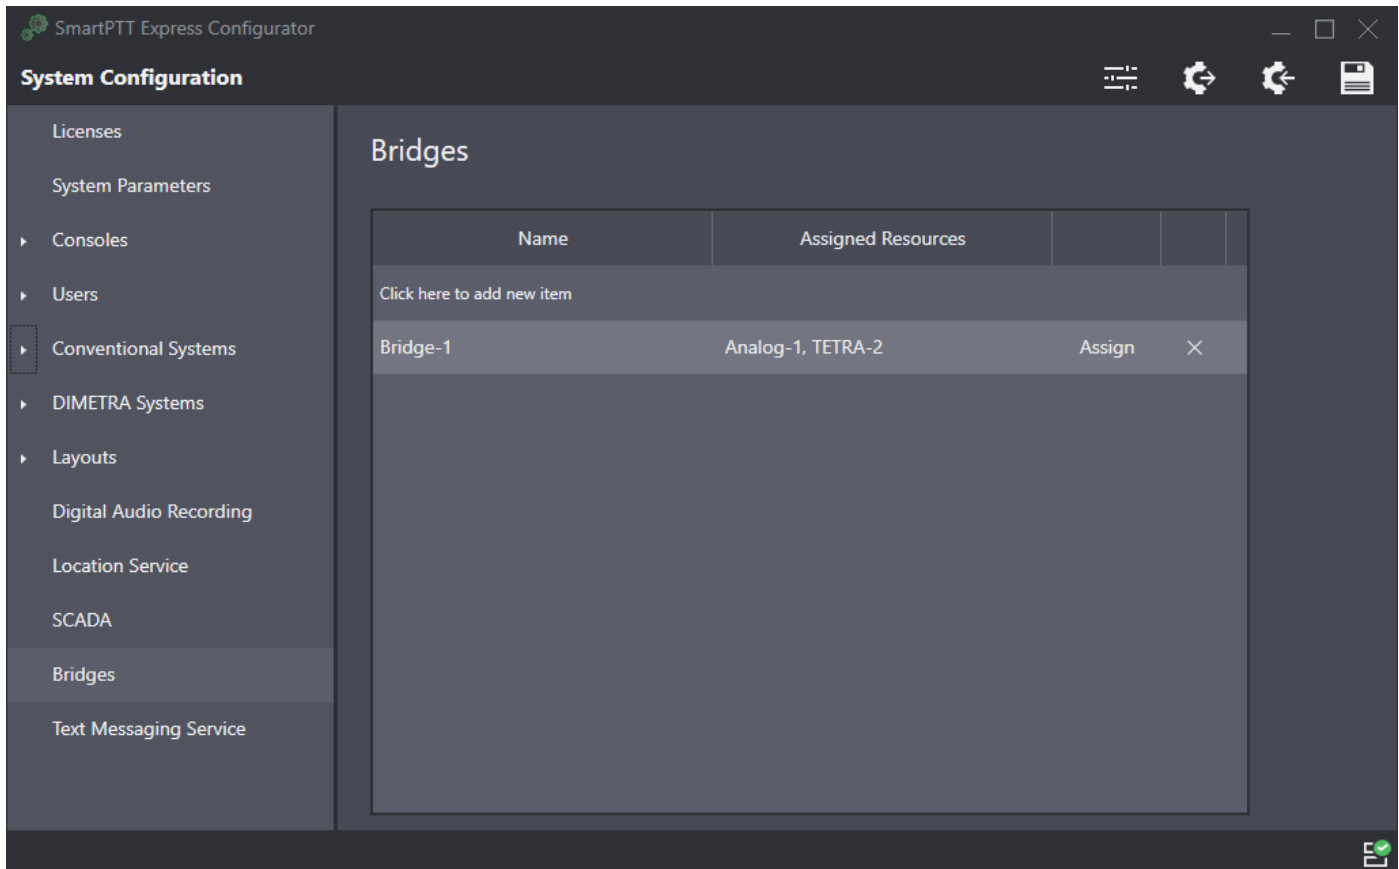 SmartPTT Express Configurator
System Configuration
Licenses
System Parameters
Consoles
Users
Conventional Systems
DIMETRA Systems
Layouts
Digital Audio Recording
Location Service
SCADA
Bridges
Text Messaging Service
Bridges
Name Assigned Resources
Click here to add new item
Bridge-1 Analog-1, TETRA-2 Assign